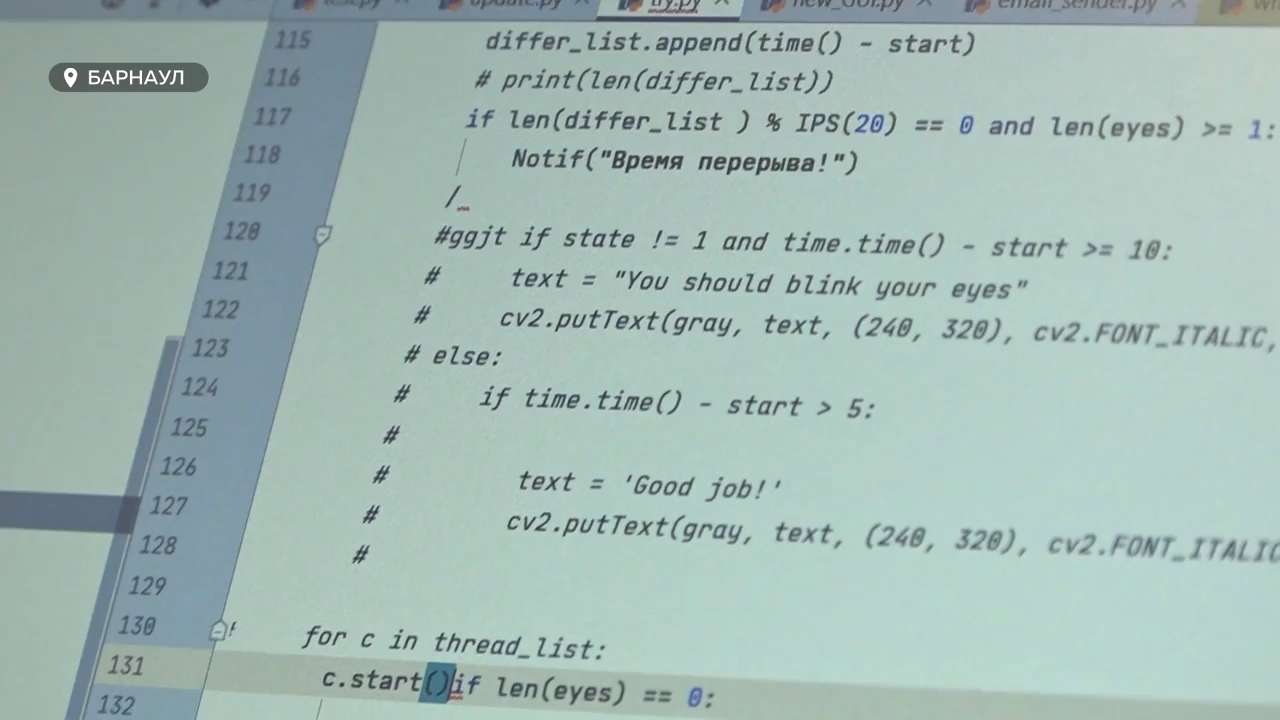 update.py try.py new_GUI.py email_sender.py
БАРНАУЛ
115 differ_list.append(time() - start)
116 # print(len(differ_list))
117 if len(differ_list ) % IPS(20) == 0 and len(eyes) >= 1:
118 Notif("Время перерыва!")
119 /
120 #ggjt if state != 1 and time.time() - start >= 10:
121 # text = "You should blink your eyes"
122 # cv2.putText(gray, text, (240, 320), cv2.FONT_ITALIC,
123 # else:
124 # if time.time() - start > 5:
125 #
126 # text = 'Good job!'
127 # cv2.putText(gray, text, (240, 320), cv2.FONT_ITALIC
128 #
129
130 for c in thread_list:
131 c.start()if len(eyes) == 0:
132